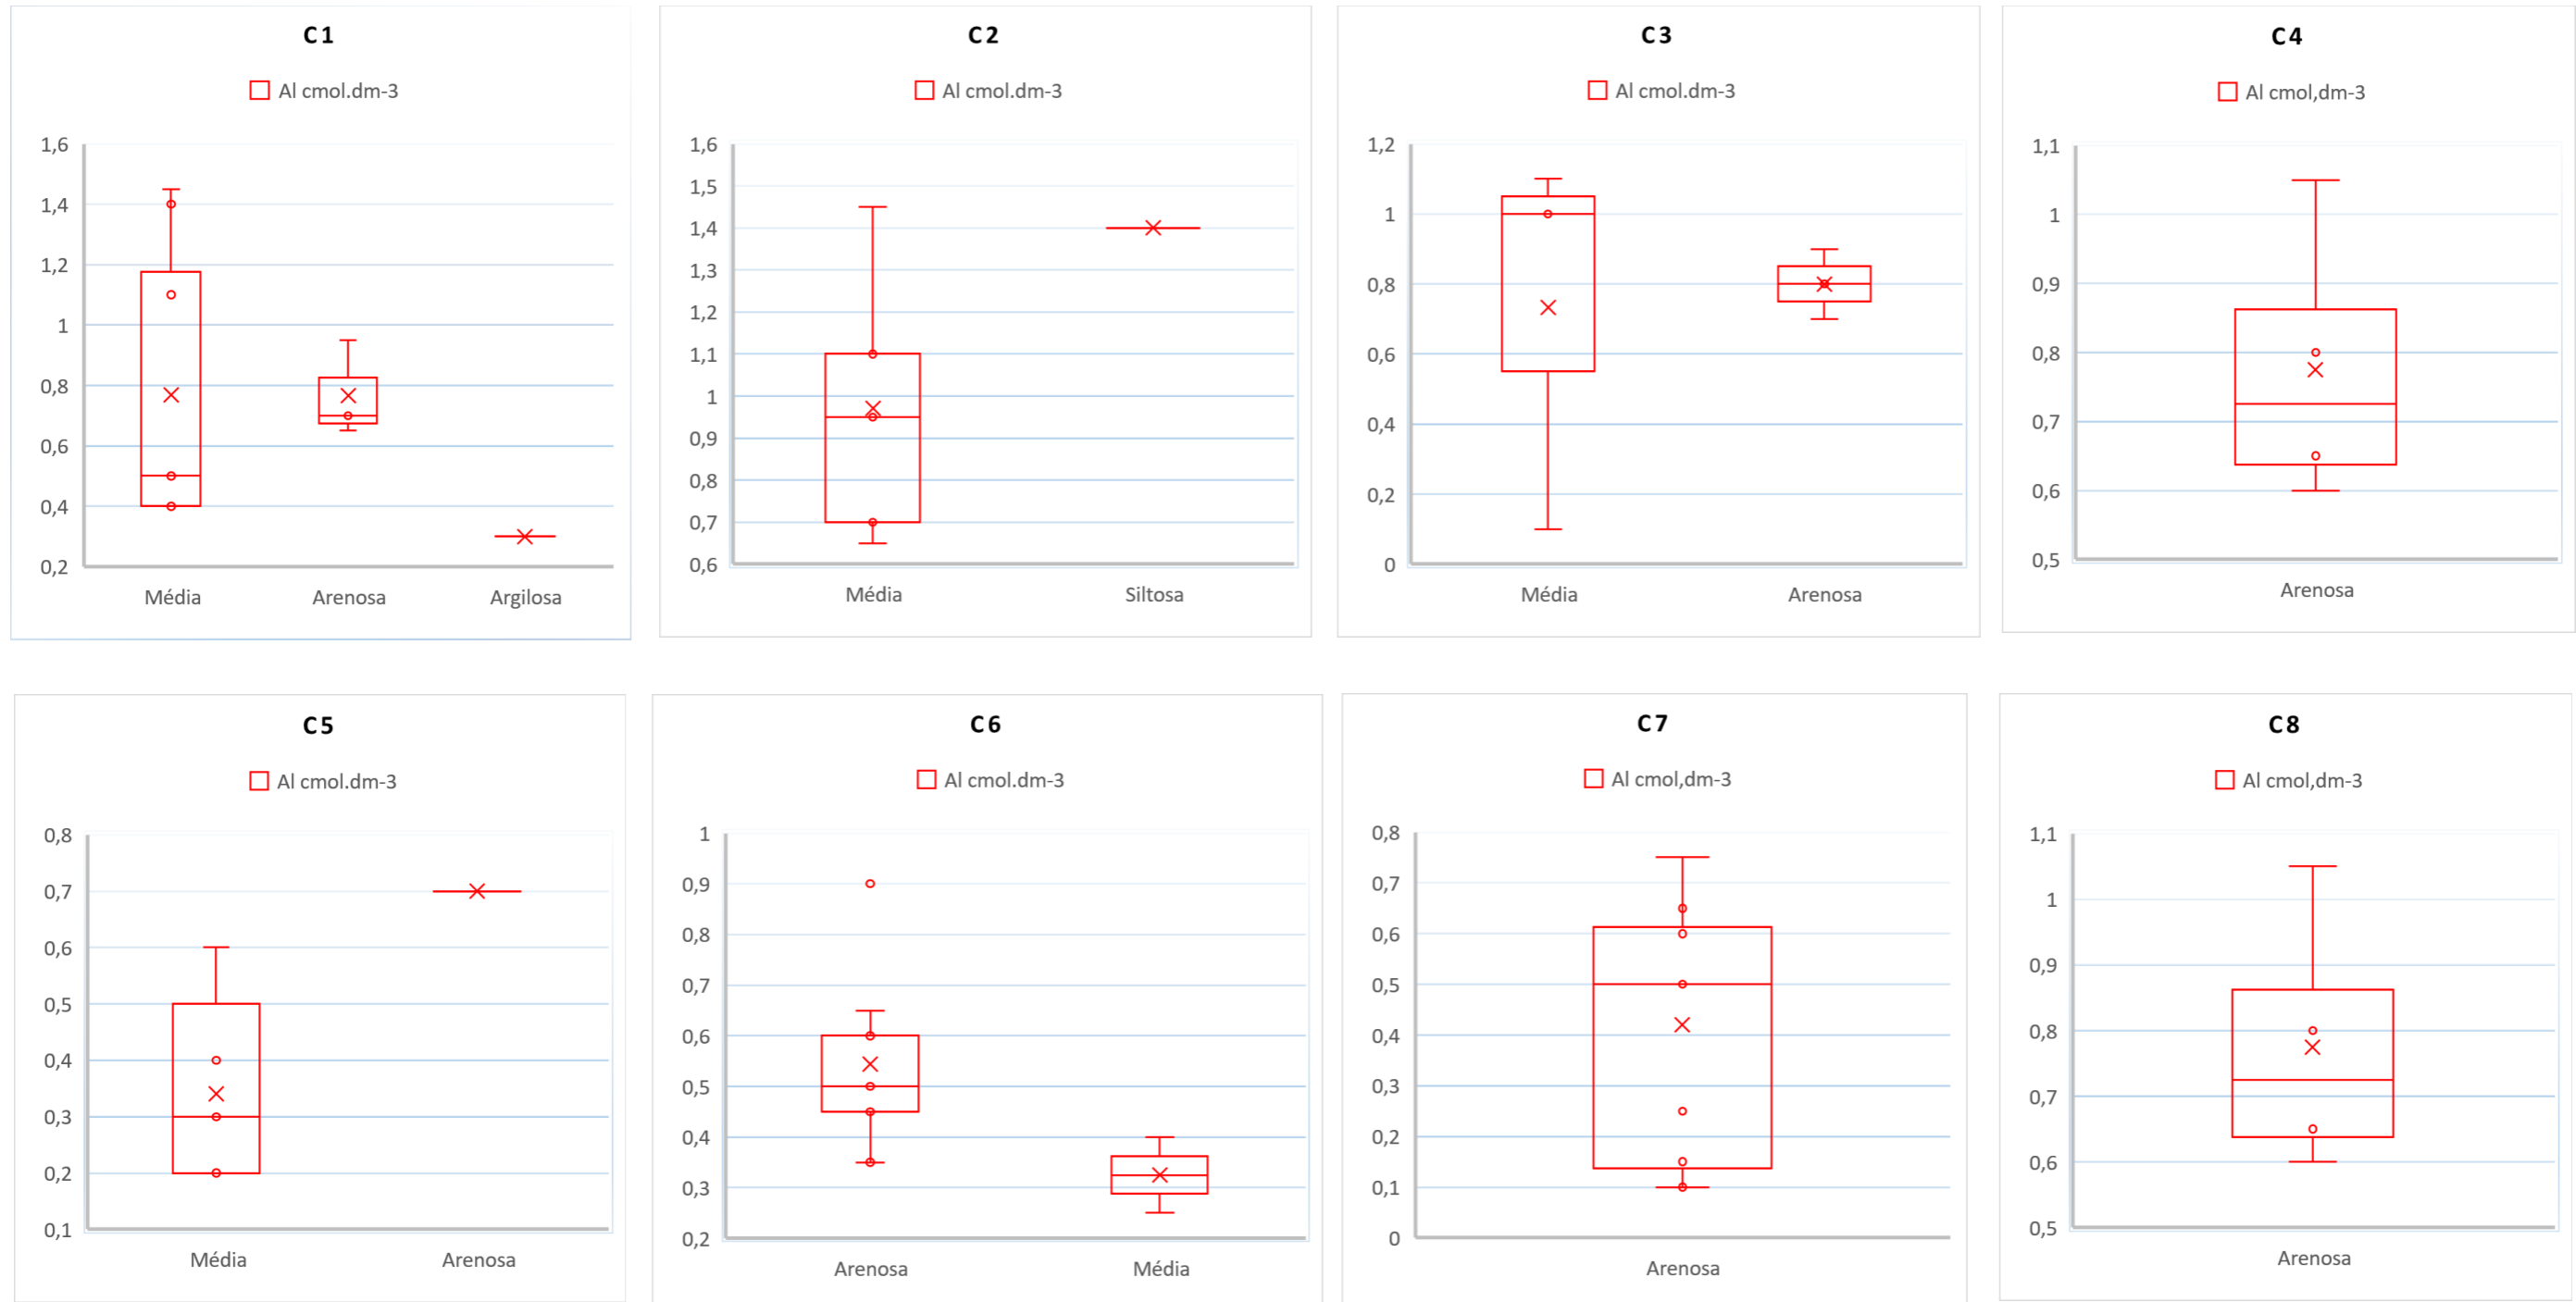 C1
Al cmol.dm-3
1,6
1,4
1,2
1
0,8
0,6
0,4
0,2
Média Arenosa Argilosa
C2
Al cmol.dm-3
1,6
1,5
1,4
1,3
1,2
1,1
1
0,9
0,8
0,7
0,6
Média Siltosa
C3
Al cmol.dm-3
1,2
1
0,8
0,6
0,4
0,2
0
Média Arenosa
C4
Al cmol,dm-3
1,1
1
0,9
0,8
0,7
0,6
0,5
Arenosa
C5
Al cmol.dm-3
0,8
0,7
0,6
0,5
0,4
0,3
0,2
0,1
Média Arenosa
C6
Al cmol.dm-3
1
0,9
0,8
0,7
0,6
0,5
0,4
0,3
0,2
Arenosa Média
C7
Al cmol,dm-3
0,8
0,7
0,6
0,5
0,4
0,3
0,2
0,1
0
Arenosa
C8
Al cmol,dm-3
1,1
1
0,9
0,8
0,7
0,6
0,5
Arenosa